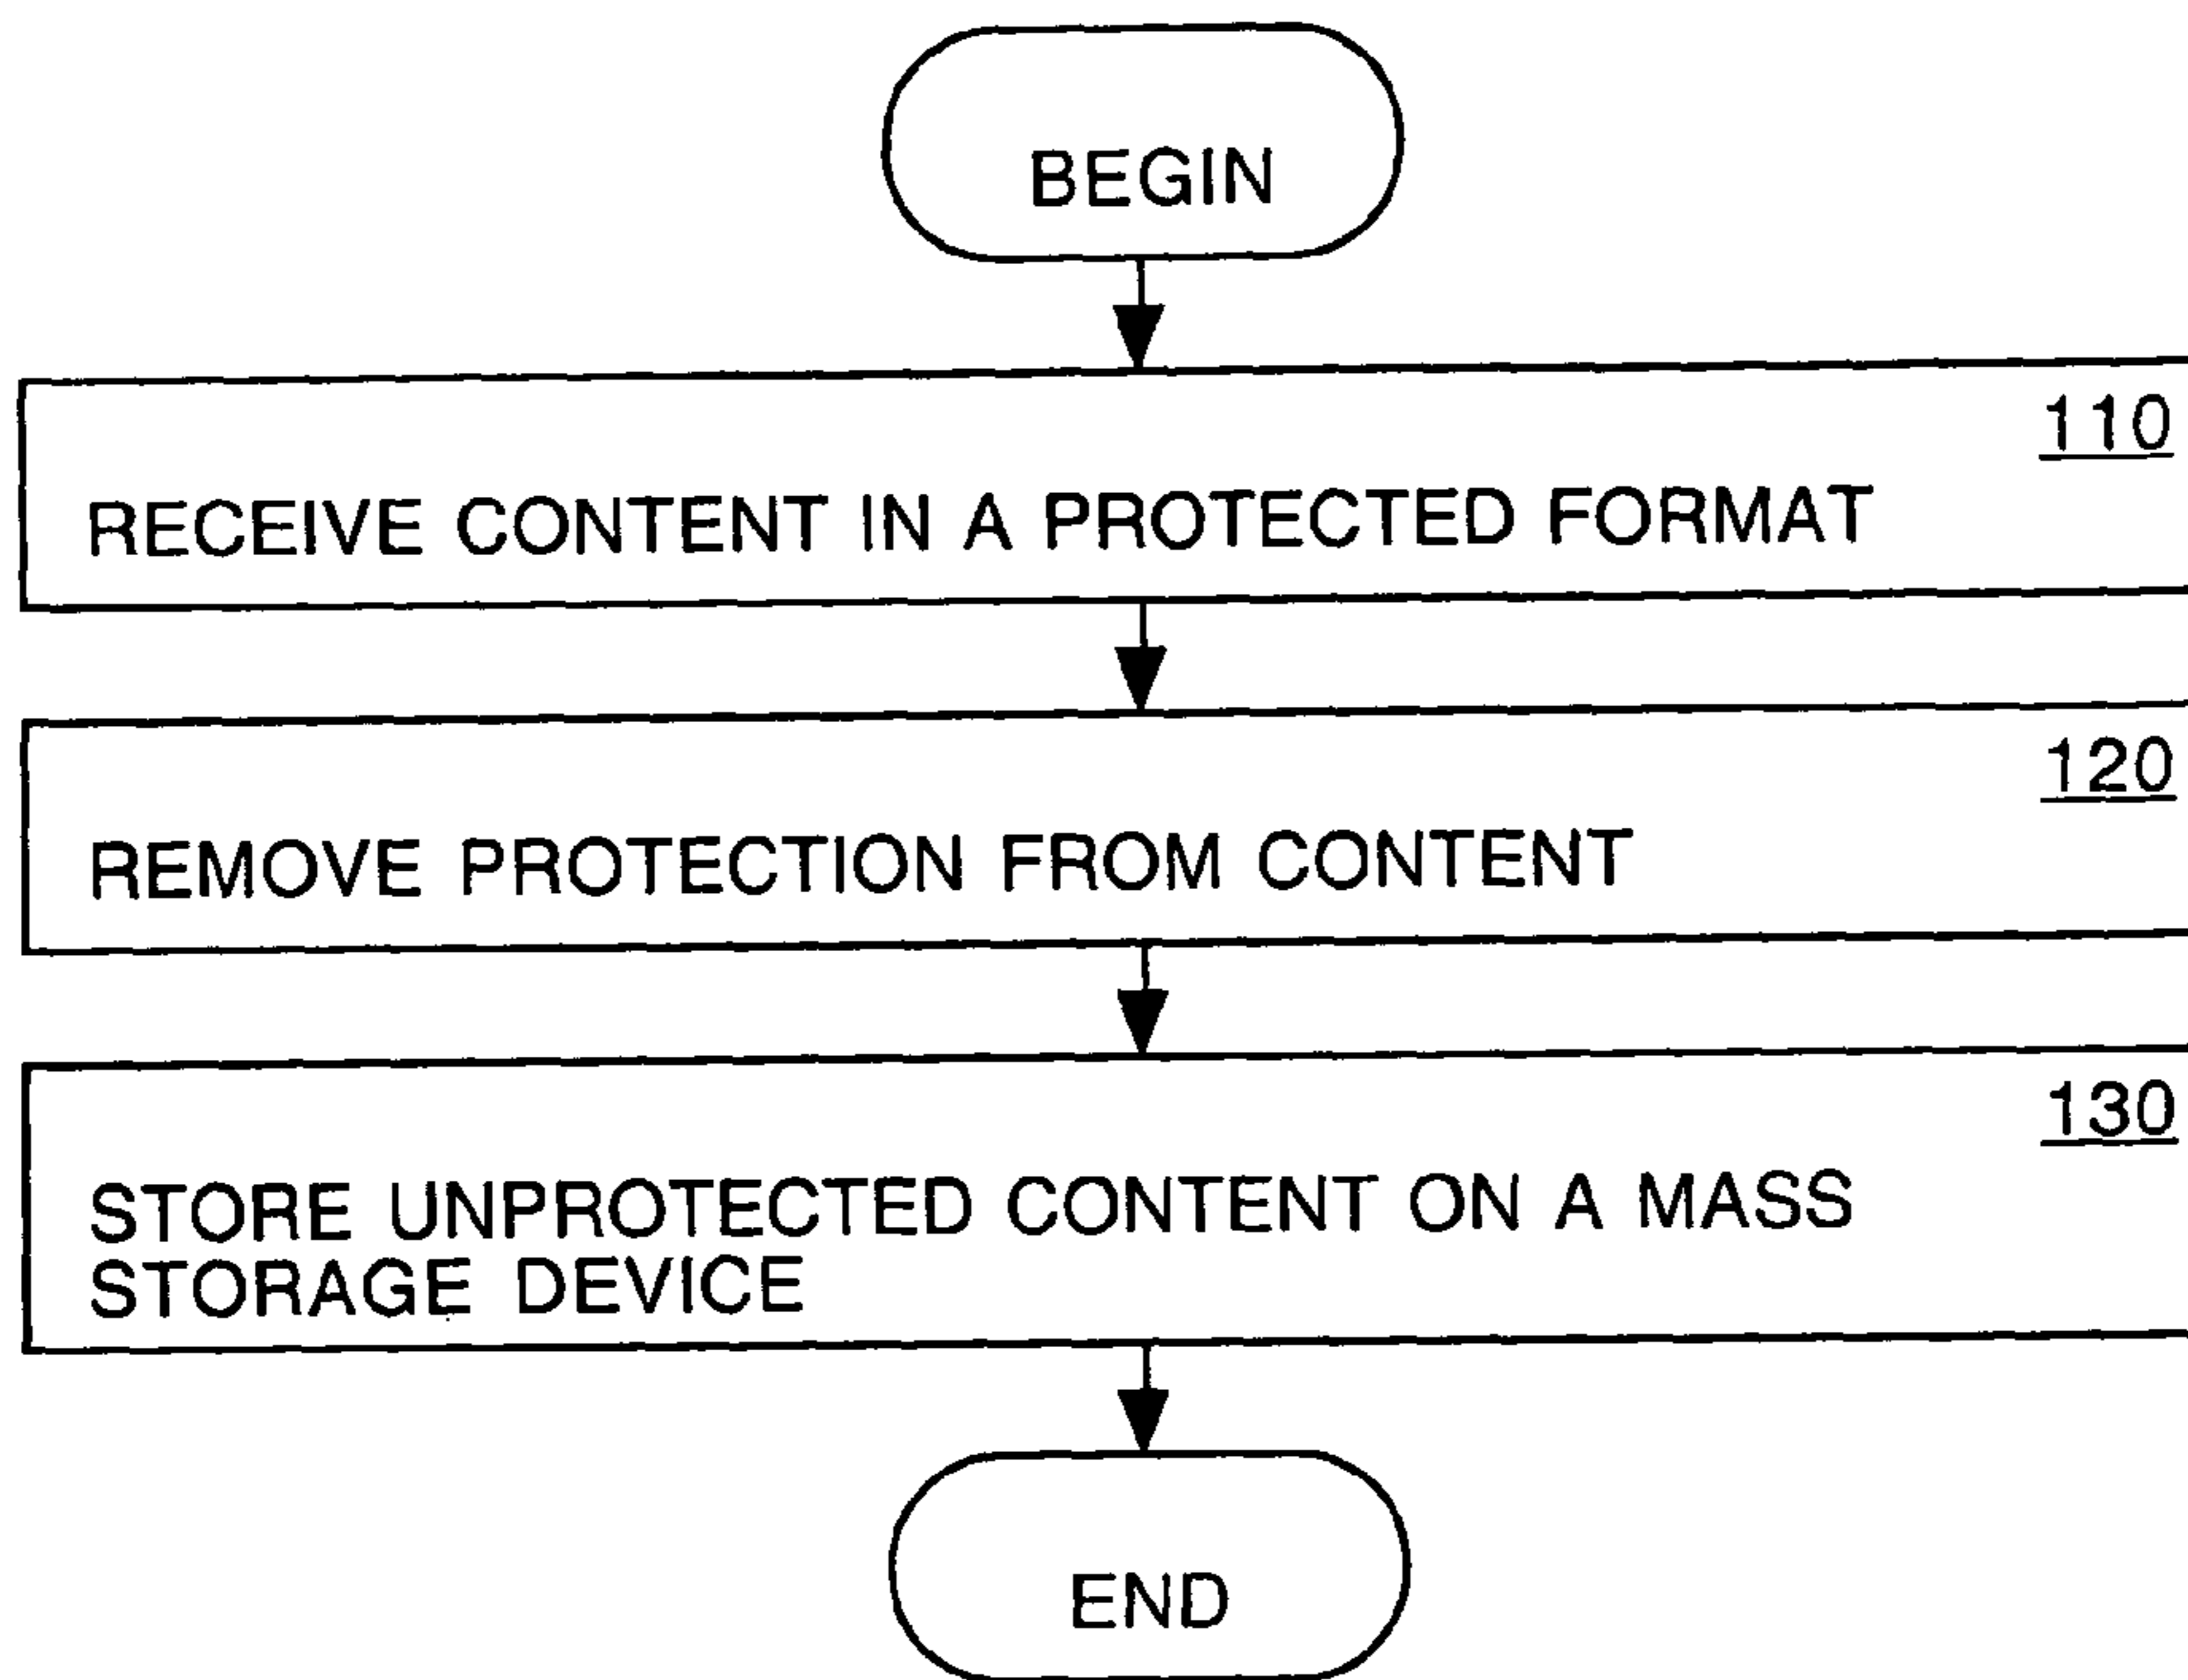 BEGIN
110
RECEIVE CONTENT IN A PROTECTED FORMAT
120
REMOVE PROTECTION FROM CONTENT
130
STORE UNPROTECTED CONTENT ON A MASS
STORAGE DEVICE
END